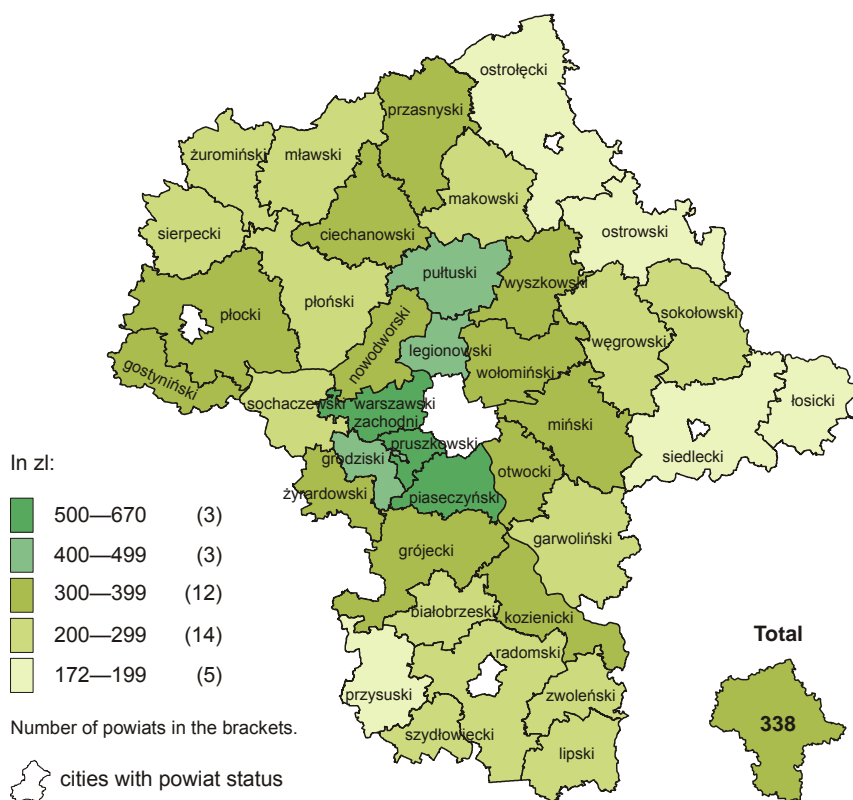 ostrołęcki
przasnyski
żuromiński
mławski
makowski
sierpecki
ciechanowski
ostrowski
pułtuski
wyszkowski
płocki
płoński
sokołowski
węgrowski
nowodworski
legionowski
wołomiński
gostyniński
sochaczewski
warszawski
zachodni
łosicki
miński
pruszkowski
siedlecki
grodziski
otwocki
żyrardowski
piaseczyński
garwoliński
grójecki
białobrzeski
kozienicki
radomski
przysuski
zwoleński
szydłowiecki
lipski
In zl:
500—670 (3)
400—499 (3)
300—399 (12)
200—299 (14)
172—199 (5)
Number of powiats in the brackets.
cities with powiat status
Total
338